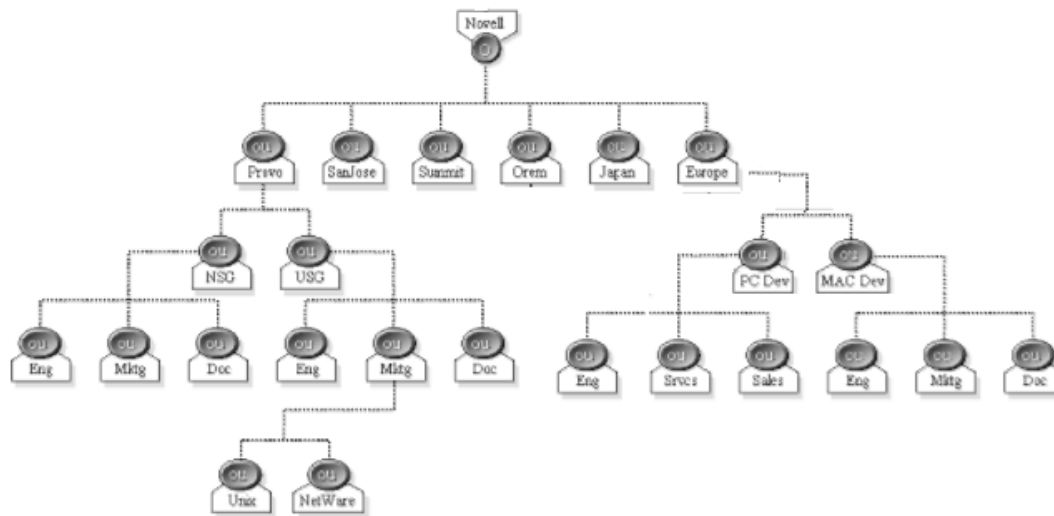 Novell
O
ou ou ou ou ou ou
Provo SanJose Summit Orem Japan Europe
ou ou ou ou
NSG USG PC Dev MAC Dev
ou ou ou ou ou ou ou ou ou ou ou ou
Eng Mktg Doc Eng Mktg Doc Eng Srvcs Sales Eng Mktg Doc
ou ou
Unix NetWare